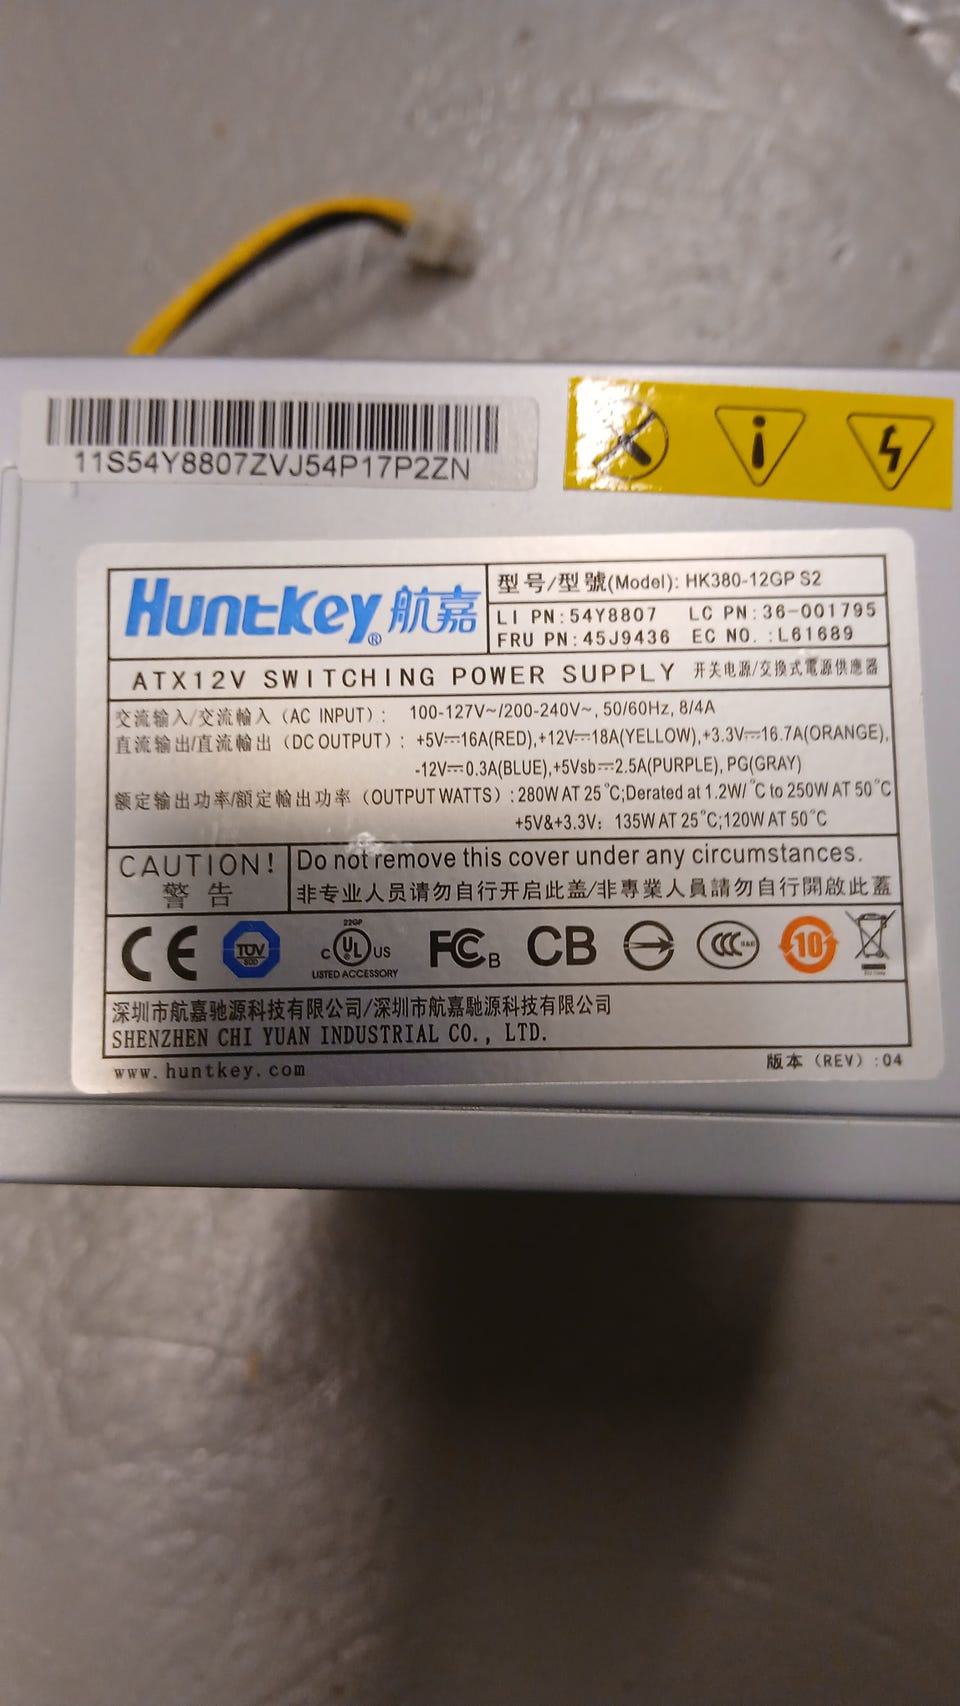 11S54Y8807ZVJ54P17P2ZN
Huntkey® 航嘉
型号/型號(Model): HK380-12GP S2
LI PN:54Y8807 LC PN:36-001795
FRU PN:45J9436 EC NO. :L61689
ATX12V SWITCHING POWER SUPPLY 开关电源/交換式電源供應器
交流输入/交流輸入 (AC INPUT): 100-127V~/200-240V~, 50/60Hz, 8/4A
直流输出/直流輸出 (DC OUTPUT): +5V⎓16A(RED),+12V⎓18A(YELLOW),+3.3V⎓16.7A(ORANGE),
-12V⎓0.3A(BLUE),+5Vsb⎓2.5A(PURPLE), PG(GRAY)
额定输出功率/額定輸出功率 (OUTPUT WATTS): 280W AT 25°C;Derated at 1.2W/°C to 250W AT 50°C
+5V&+3.3V: 135W AT 25°C;120W AT 50°C
CAUTION! Do not remove this cover under any circumstances.
警告 非专业人员请勿自行开启此盖/非專業人員請勿自行開啟此蓋
CE TÜV SÜD 22GP c UL US LISTED ACCESSORY FC B CB CCC 10
深圳市航嘉驰源科技有限公司/深圳市航嘉馳源科技有限公司
SHENZHEN CHI YUAN INDUSTRIAL CO., LTD.
www.huntkey.com 版本 (REV) :04